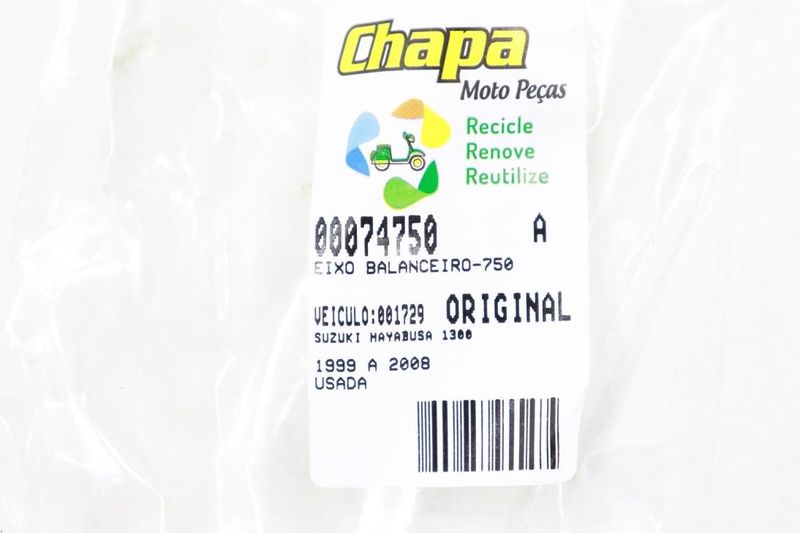 Chapa
Moto Peças
Recicle
Renove
Reutilize
00074750 A
EIXO BALANCEIRO-750
VEICULO:001729 ORIGINAL
SUZUKI HAYABUSA 1300
1999 A 2008
USADA